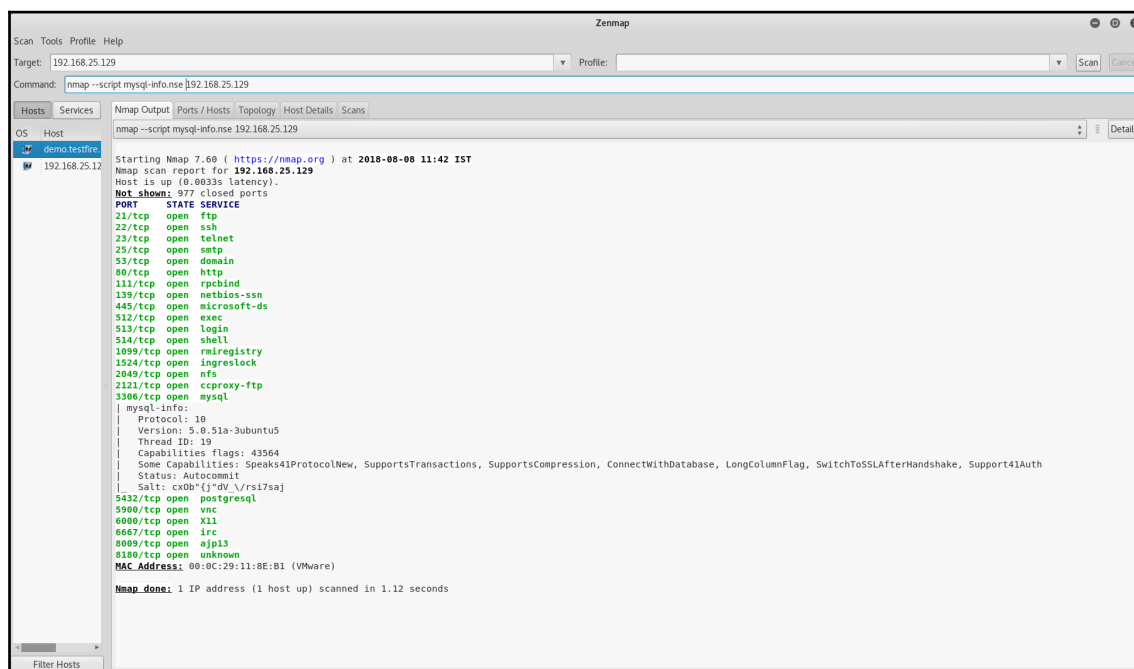 Zenmap
Scan Tools Profile Help
Target: 192.168.25.129 Profile: Scan Cance
Command: nmap --script mysql-info.nse 192.168.25.129
Hosts Services Nmap Output Ports / Hosts Topology Host Details Scans
OS Host nmap --script mysql-info.nse 192.168.25.129 Detail
demo.testfire.
192.168.25.12
Starting Nmap 7.60 ( https://nmap.org ) at 2018-08-08 11:42 IST
Nmap scan report for 192.168.25.129
Host is up (0.0033s latency).
Not shown: 977 closed ports
PORT STATE SERVICE
21/tcp open ftp
22/tcp open ssh
23/tcp open telnet
25/tcp open smtp
53/tcp open domain
80/tcp open http
111/tcp open rpcbind
139/tcp open netbios-ssn
445/tcp open microsoft-ds
512/tcp open exec
513/tcp open login
514/tcp open shell
1099/tcp open rmiregistry
1524/tcp open ingreslock
2049/tcp open nfs
2121/tcp open ccproxy-ftp
3306/tcp open mysql
| mysql-info:
| Protocol: 10
| Version: 5.0.51a-3ubuntu5
| Thread ID: 19
| Capabilities flags: 43564
| Some Capabilities: Speaks41ProtocolNew, SupportsTransactions, SupportsCompression, ConnectWithDatabase, LongColumnFlag, SwitchToSSLAfterHandshake, Support41Auth
| Status: Autocommit
|_ Salt: cxOb"{j"dV_\/rsi7saj
5432/tcp open postgresql
5900/tcp open vnc
6000/tcp open X11
6667/tcp open irc
8009/tcp open ajp13
8180/tcp open unknown
MAC Address: 00:0C:29:11:8E:B1 (VMware)
Nmap done: 1 IP address (1 host up) scanned in 1.12 seconds
Filter Hosts